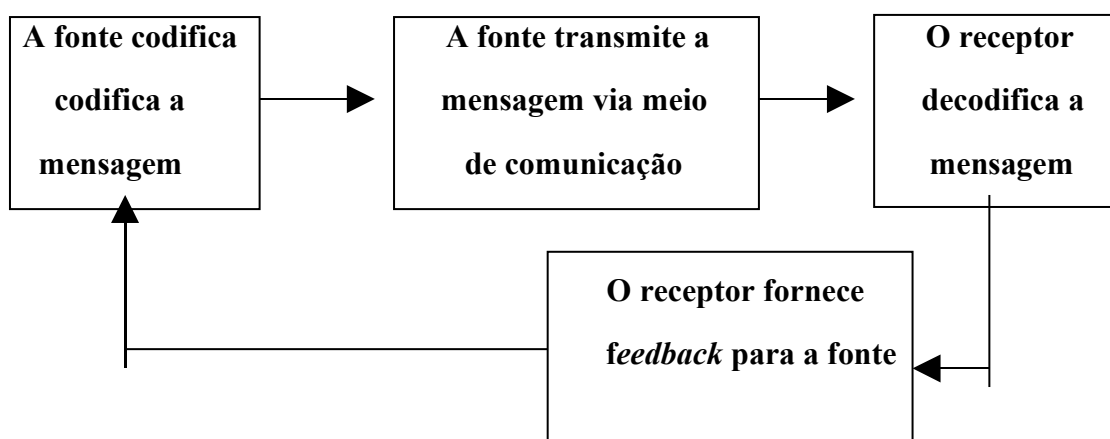 A fonte codifica
codifica a
mensagem
A fonte transmite a
mensagem via meio
de comunicação
O receptor
decodifica a
mensagem
O receptor fornece
feedback para a fonte